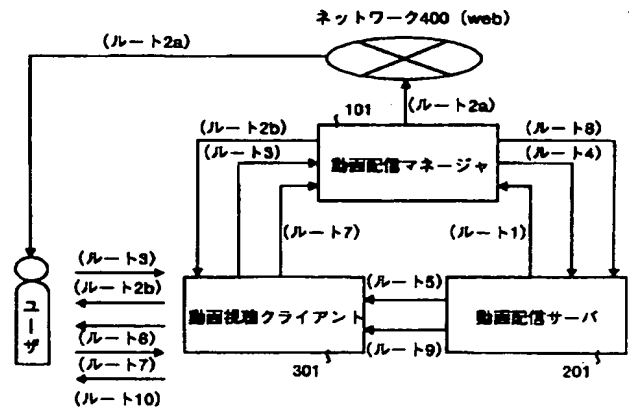 ネットワーク400(web)
(ルート2a)
101
(ルート2a)
(ルート2b)
(ルート8)
(ルート3)
(ルート4)
動画配信マネージャ
(ルート7)
(ルート1)
(ルート3)
(ルート2b)
(ルート5)
ユーザ
動画視聴クライアント
動画配信サーバ
(ルート6)
(ルート9)
(ルート7)
301
201
(ルート10)